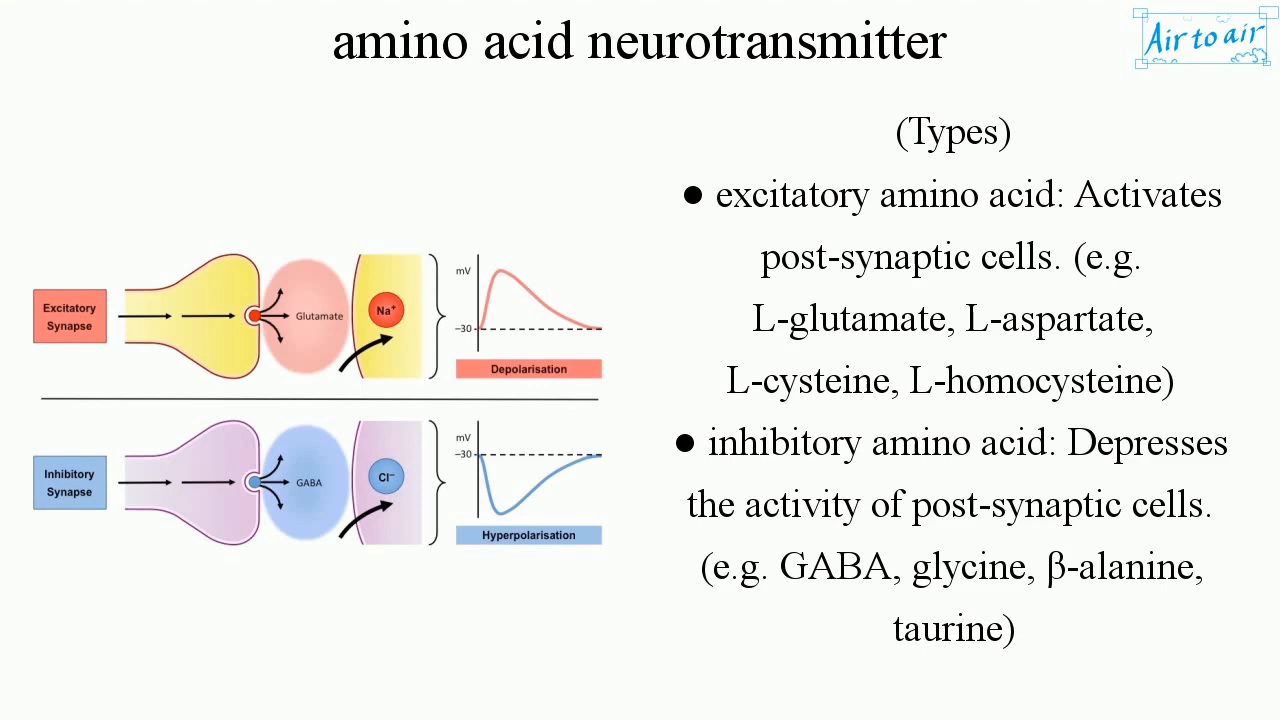 amino acid neurotransmitter
Air to air
(Types)
● excitatory amino acid: Activates
post-synaptic cells. (e.g.
L-glutamate, L-aspartate,
L-cysteine, L-homocysteine)
● inhibitory amino acid: Depresses
the activity of post-synaptic cells.
(e.g. GABA, glycine, β-alanine,
taurine)
Excitatory
Synapse
Glutamate
Na⁺
mV
–30
Depolarisation
Inhibitory
Synapse
GABA
Cl⁻
mV
–30
Hyperpolarisation